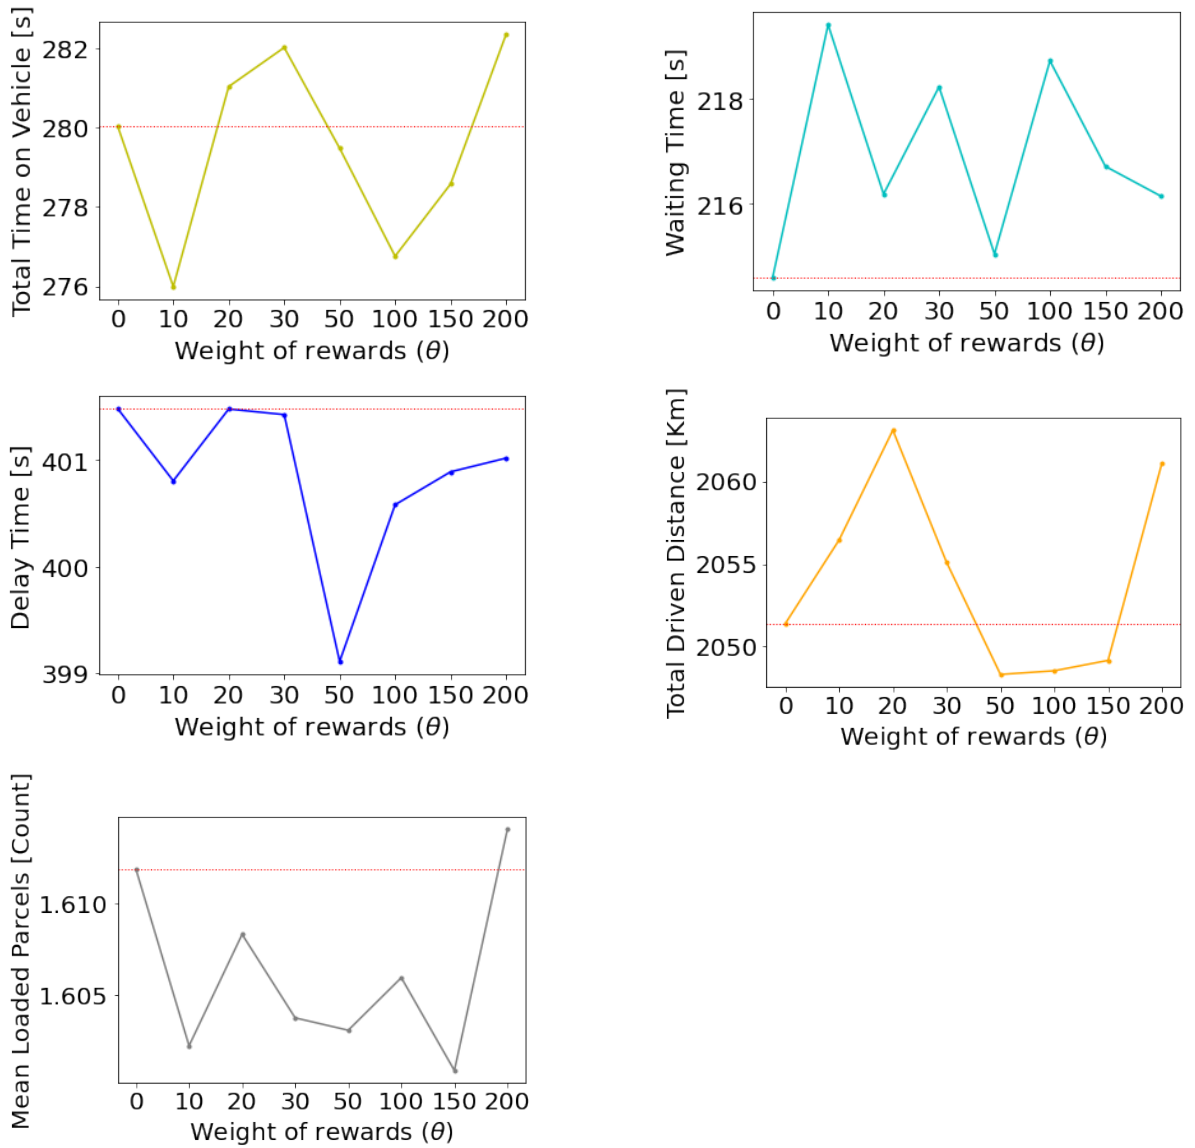 Total Time on Vehicle [s]
282
280
278
276
0 10 20 30 50 100 150 200
Weight of rewards (θ)
Waiting Time [s]
218
216
0 10 20 30 50 100 150 200
Weight of rewards (θ)
Delay Time [s]
401
400
399
0 10 20 30 50 100 150 200
Weight of rewards (θ)
Total Driven Distance [Km]
2060
2055
2050
0 10 20 30 50 100 150 200
Weight of rewards (θ)
Mean Loaded Parcels [Count]
1.610
1.605
0 10 20 30 50 100 150 200
Weight of rewards (θ)